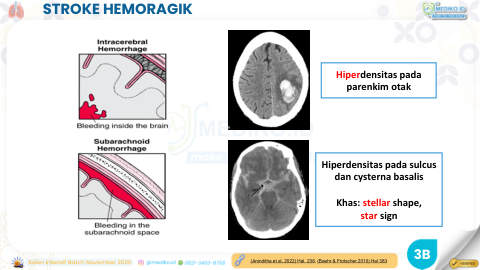 STROKE HEMORAGIK
Intracerebral
Hemorrhage
Bleeding inside the brain
Hiperdensitas pada
parenkim otak
Subarachnoid
Hemorrhage
Bleeding in the
subarachnoid space
Hiperdensitas pada sulcus
dan cysterna basalis
Khas: stellar shape,
star sign
3B